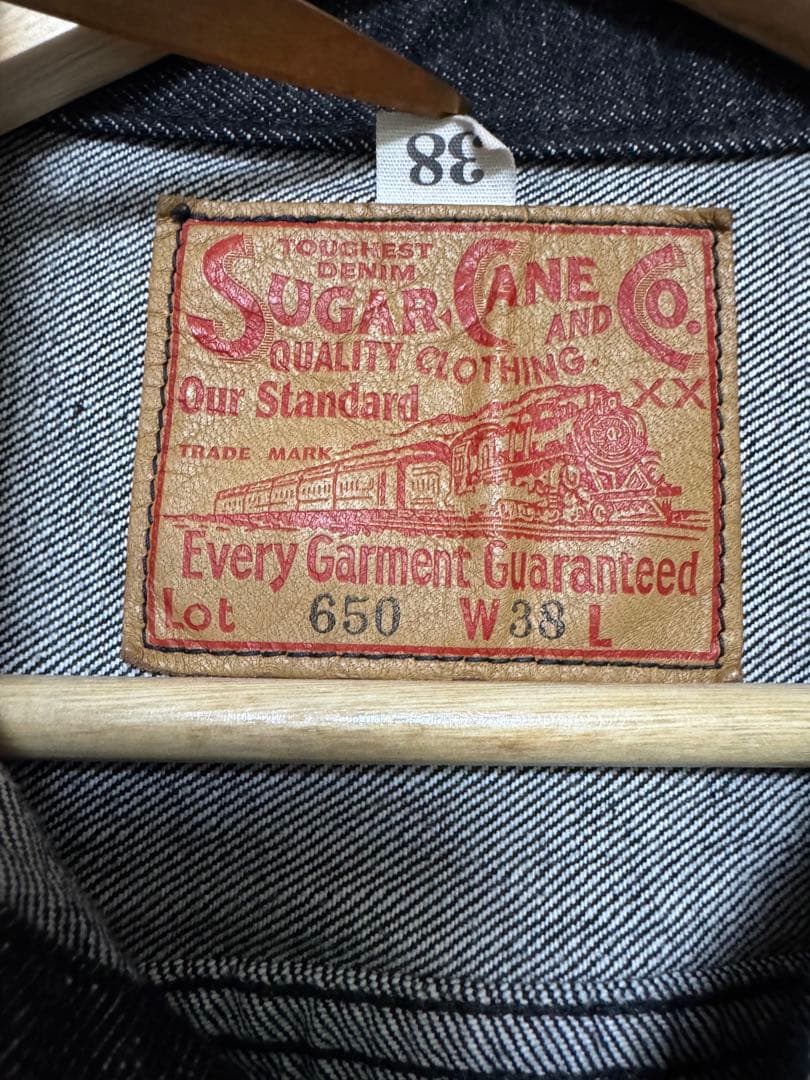 38
TOUGHEST
DENIM
SUGAR CANE AND CO.
QUALITY CLOTHING.
XX
Our Standard
TRADE MARK
Every Garment Guaranteed
Lot 650 W 38 L